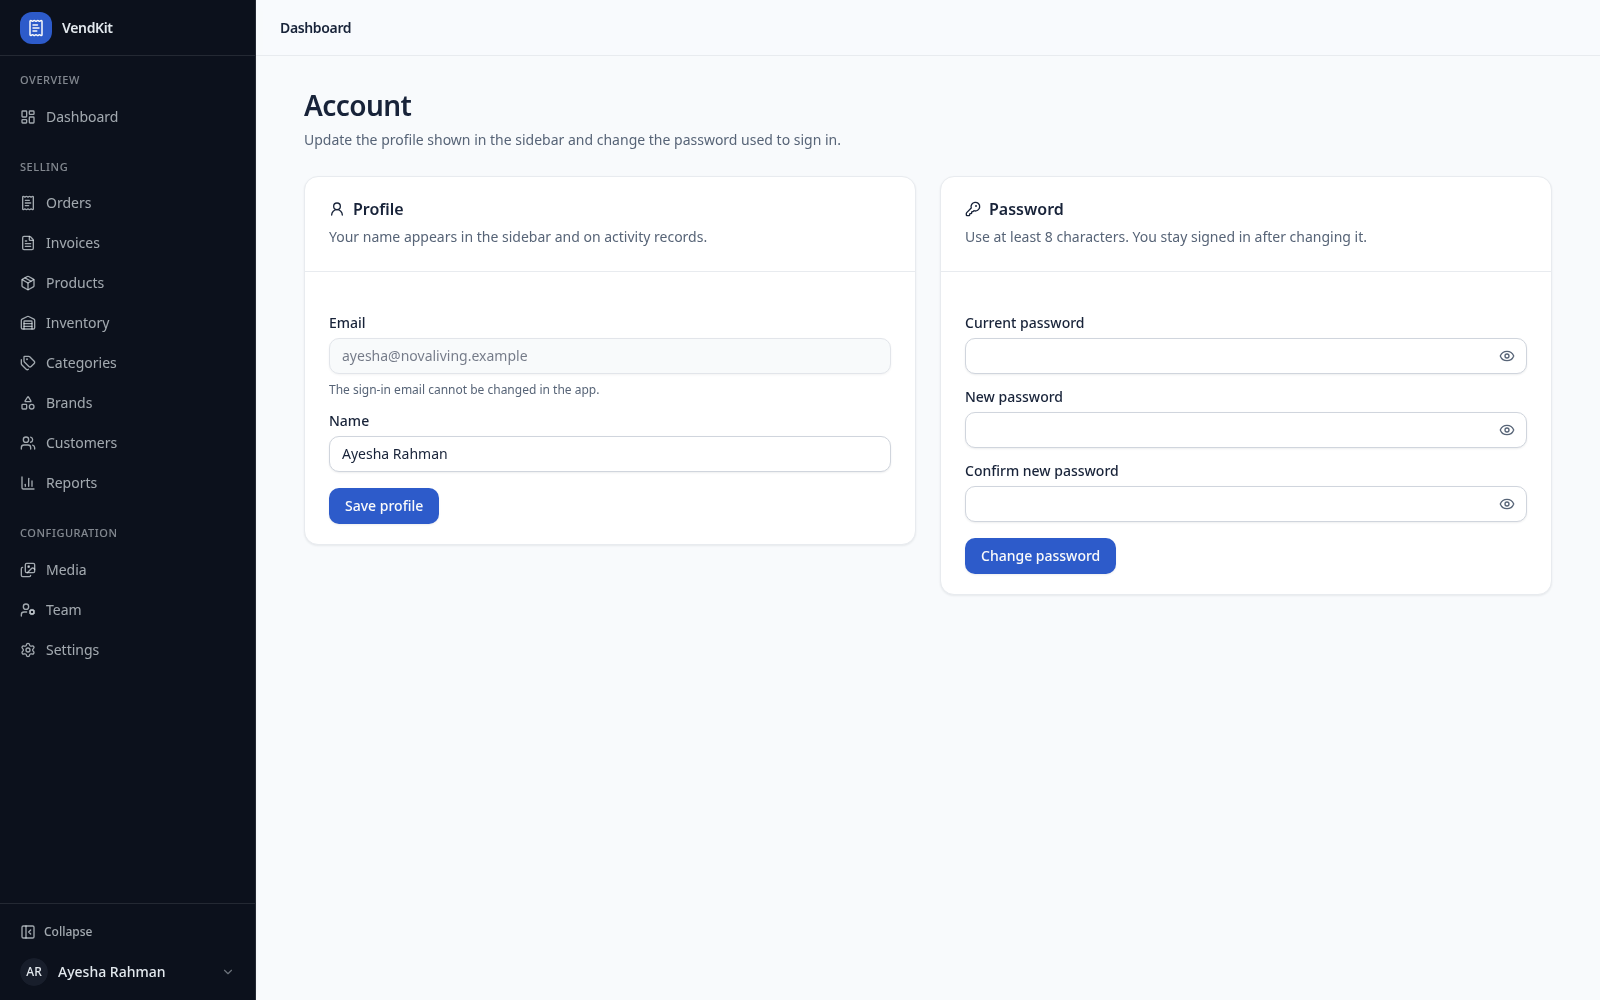 VendKit
OVERVIEW
Dashboard
SELLING
Orders
Invoices
Products
Inventory
Categories
Brands
Customers
Reports
CONFIGURATION
Media
Team
Settings
Collapse
AR Ayesha Rahman
Dashboard
Account
Update the profile shown in the sidebar and change the password used to sign in.
Profile
Your name appears in the sidebar and on activity records.
Email
ayesha@novaliving.example
The sign-in email cannot be changed in the app.
Name
Ayesha Rahman
Save profile
Password
Use at least 8 characters. You stay signed in after changing it.
Current password
New password
Confirm new password
Change password